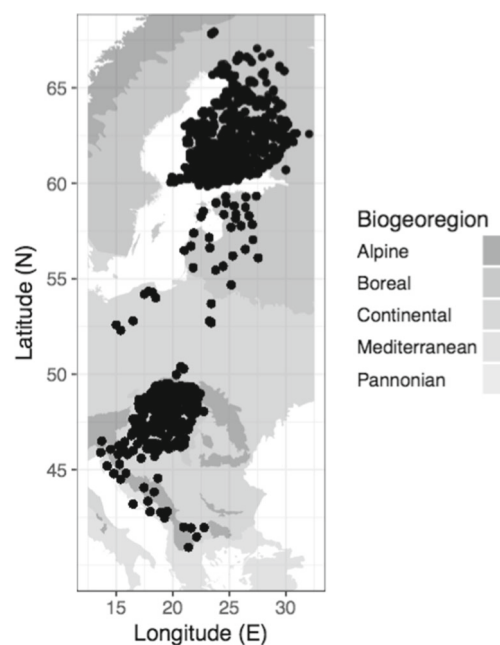 65
60
55
50
45
Latitude (N)
15 20 25 30
Longitude (E)
Biogeoregion
Alpine
Boreal
Continental
Mediterranean
Pannonian